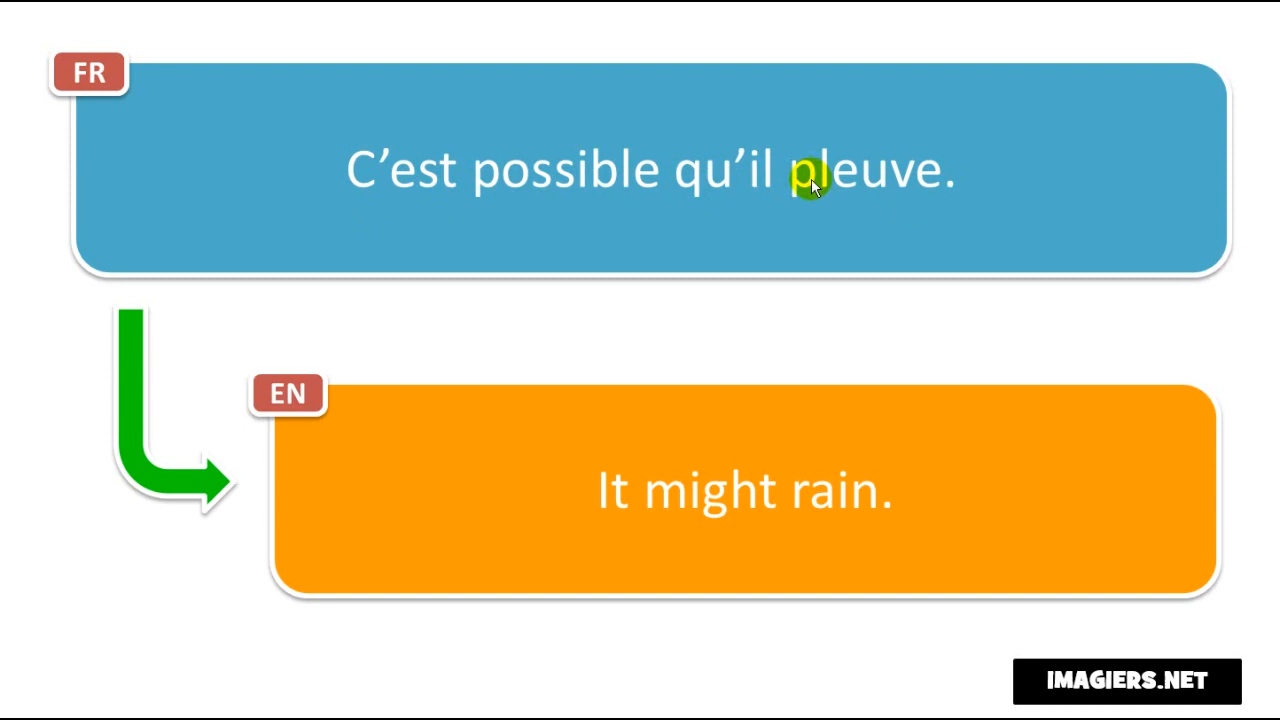 FR
C’est possible qu’il pleuve.
EN
It might rain.
IMAGIERS.NET